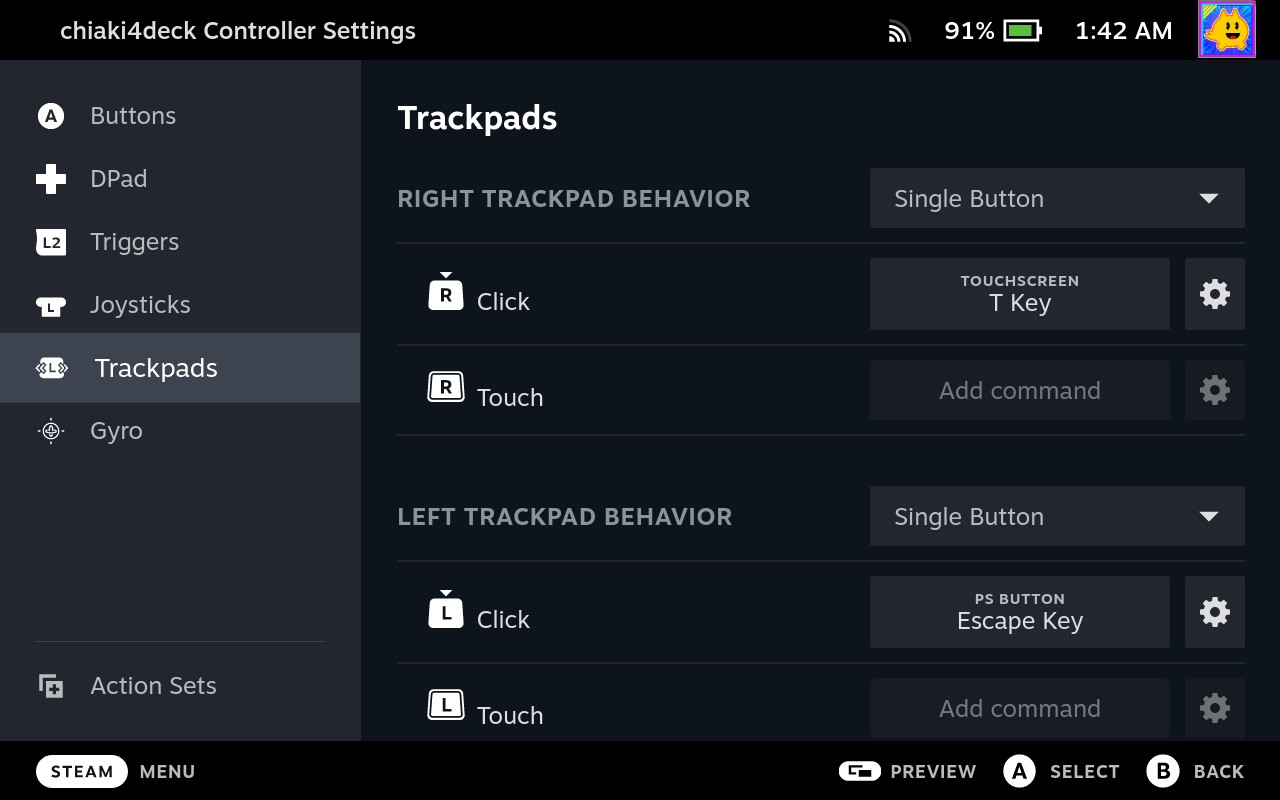 chiaki4deck Controller Settings
91%
1:42 AM
A Buttons
DPad
L2 Triggers
L Joysticks
L Trackpads
Gyro
Action Sets
Trackpads
RIGHT TRACKPAD BEHAVIOR
Single Button
R Click
TOUCHSCREEN
T Key
R Touch
Add command
LEFT TRACKPAD BEHAVIOR
Single Button
L Click
PS BUTTON
Escape Key
L Touch
Add command
STEAM MENU
PREVIEW
A SELECT
B BACK